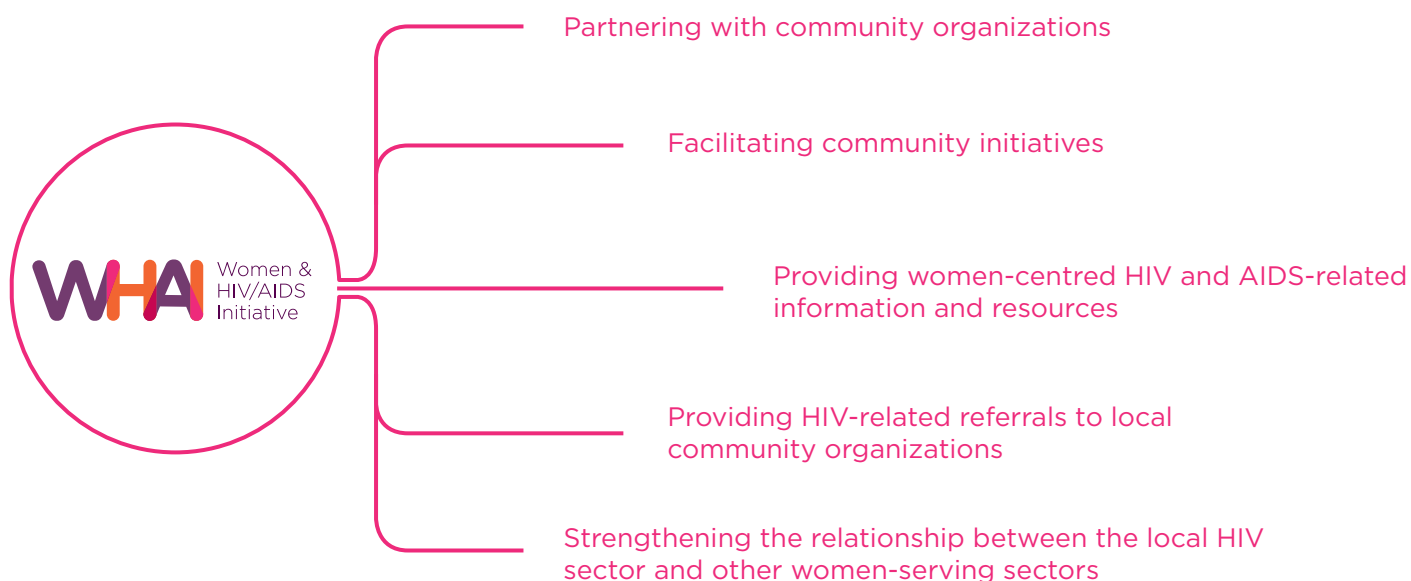 Partnering with community organizations
Facilitating community initiatives
WHAI
Women &
HIV/AIDS
Initiative
Providing women-centred HIV and AIDS-related
information and resources
Providing HIV-related referrals to local
community organizations
Strengthening the relationship between the local HIV
sector and other women-serving sectors